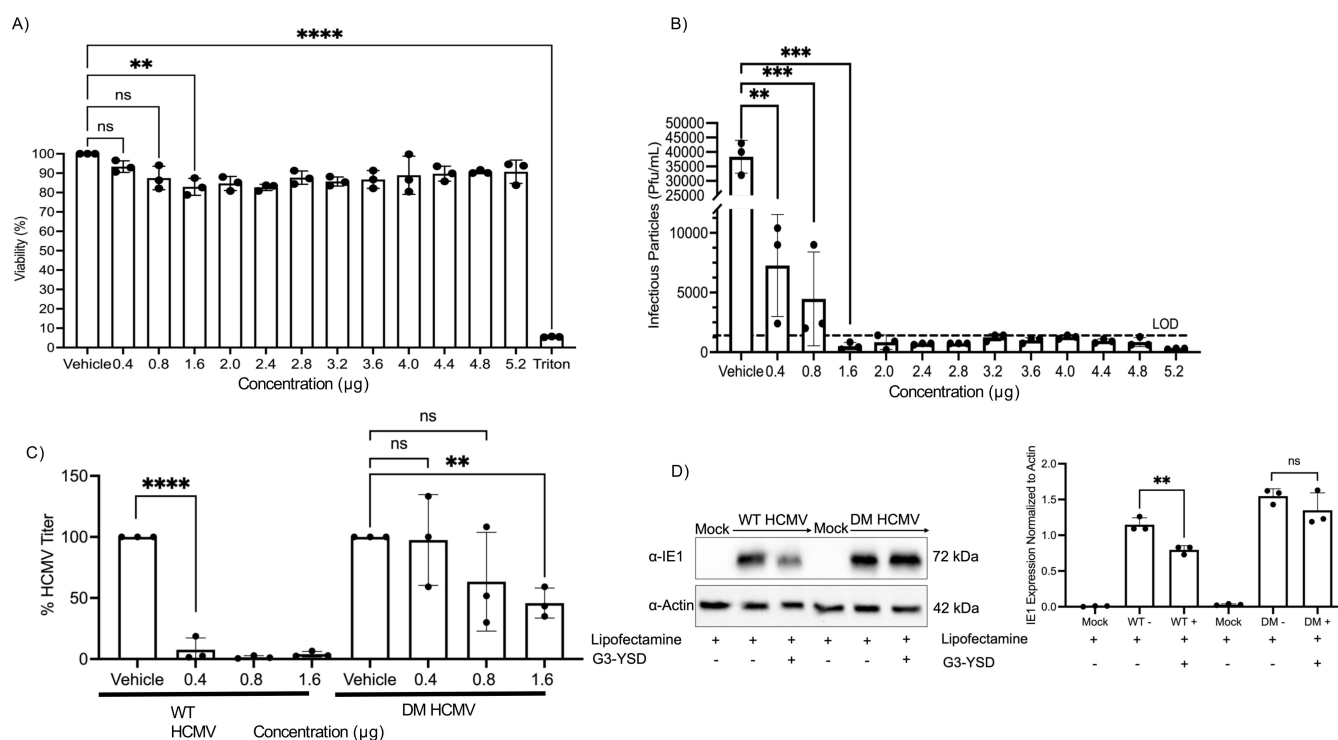 A)
****
**
ns
ns
Viability (%)
100
90
80
70
60
50
40
30
20
10
0
Vehicle 0.4 0.8 1.6 2.0 2.4 2.8 3.2 3.6 4.0 4.4 4.8 5.2 Triton
Concentration (µg)
B)
***
***
**
Infectious Particles (Pfu/mL)
50000
45000
40000
35000
30000
25000
10000
5000
0
LOD
Vehicle 0.4 0.8 1.6 2.0 2.4 2.8 3.2 3.6 4.0 4.4 4.8 5.2
Concentration (µg)
C)
****
ns
ns
**
% HCMV Titer
150
100
50
0
Vehicle 0.4 0.8 1.6 Vehicle 0.4 0.8 1.6
WT HCMV
DM HCMV
Concentration (µg)
D)
Mock WT HCMV Mock DM HCMV
α-IE1 72 kDa
α-Actin 42 kDa
Lipofectamine + + + + + +
G3-YSD - - + - - +
IE1 Expression Normalized to Actin
2.0
1.5
1.0
0.5
0.0
**
ns
Mock WT - WT + Mock DM - DM +
Lipofectamine + + + + + +
G3-YSD - - + - - +